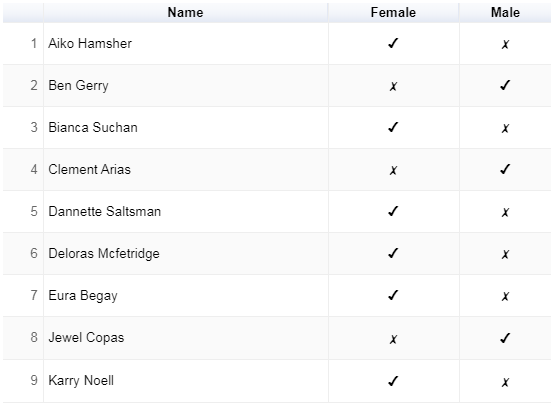 Name Female Male
1 Aiko Hamsher ✓ ✗
2 Ben Gerry ✗ ✓
3 Bianca Suchan ✓ ✗
4 Clement Arias ✗ ✓
5 Dannette Saltsman ✓ ✗
6 Deloras Mcfetridge ✓ ✗
7 Eura Begay ✓ ✗
8 Jewel Copas ✗ ✓
9 Karry Noell ✓ ✗